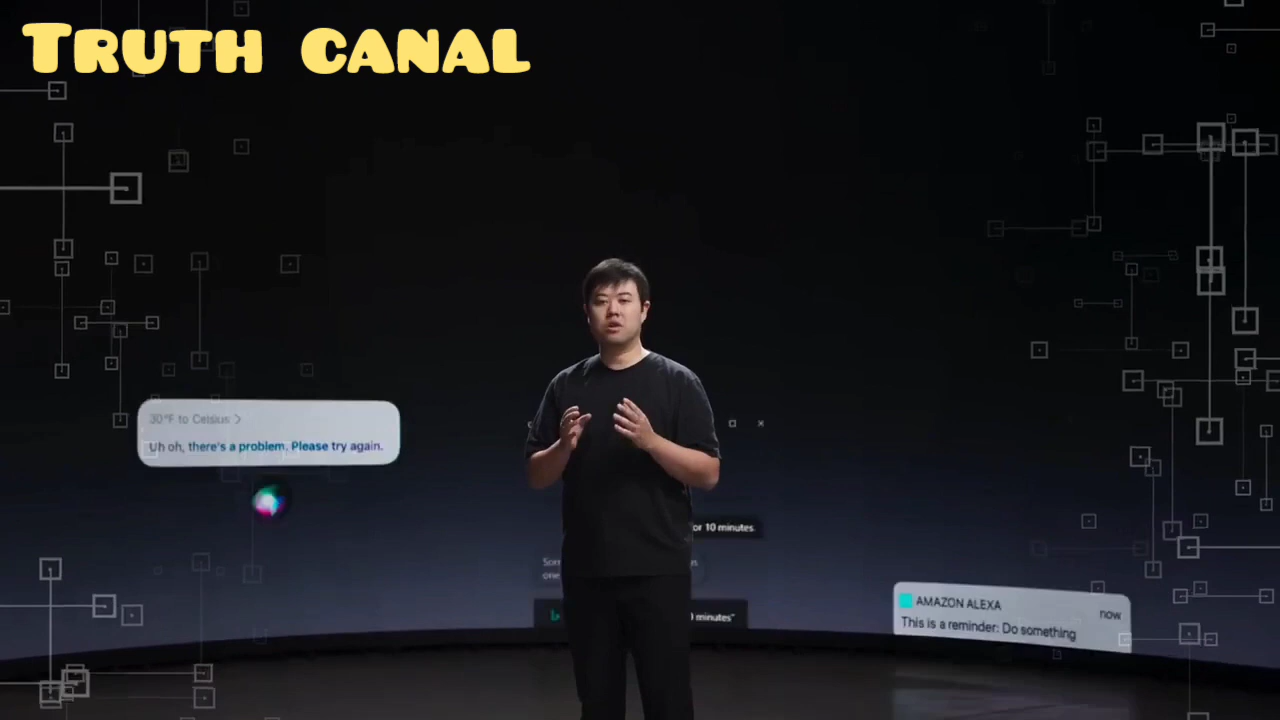 TRUTH CANAL
30°F to Celsius >
Uh oh, there's a problem. Please try again.
or 10 minutes.
one
minutes"
AMAZON ALEXA
now
This is a reminder: Do something